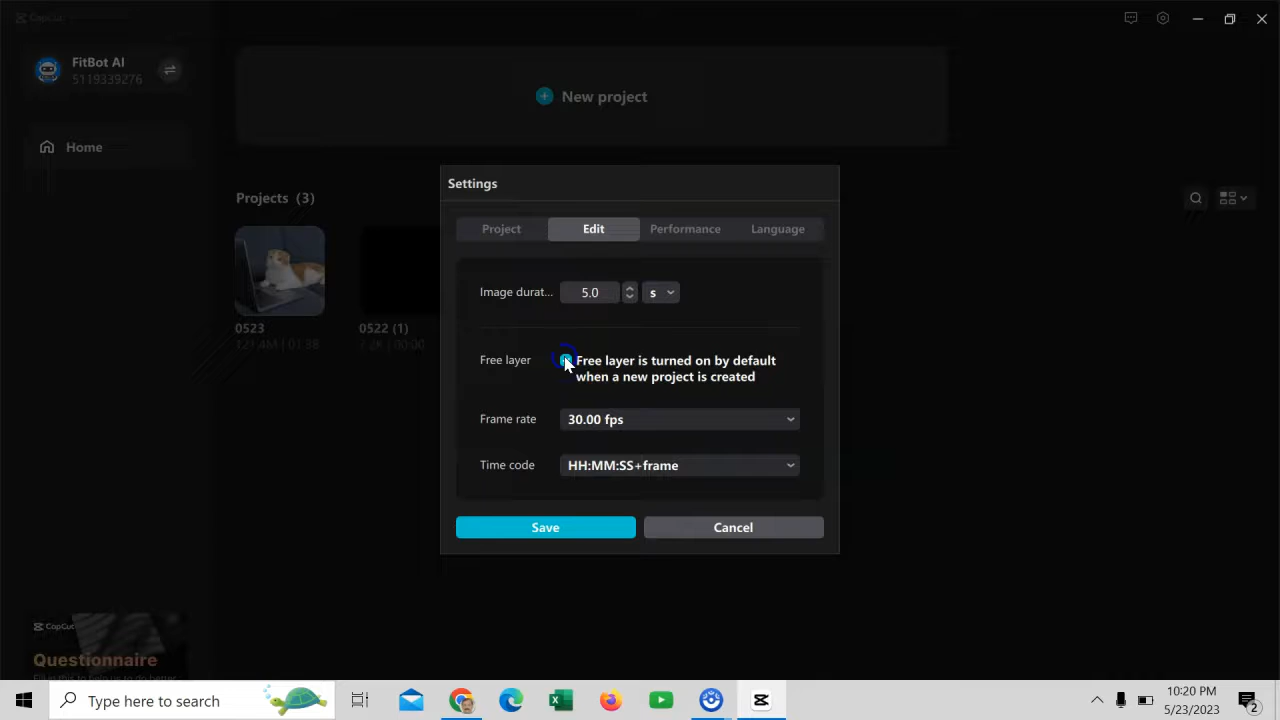 CapCut
FitBot AI
5119339276
New project
Home
Settings
Projects (3)
Project
Edit
Performance
Language
Image durat...
5.0
s
0523
0522 (1)
Free layer
Free layer is turned on by default
when a new project is created
Frame rate
30.00 fps
Time code
HH:MM:SS+frame
Save
Cancel
CapCut
Questionnaire
Type here to search
10:20 PM
5/23/2023
2